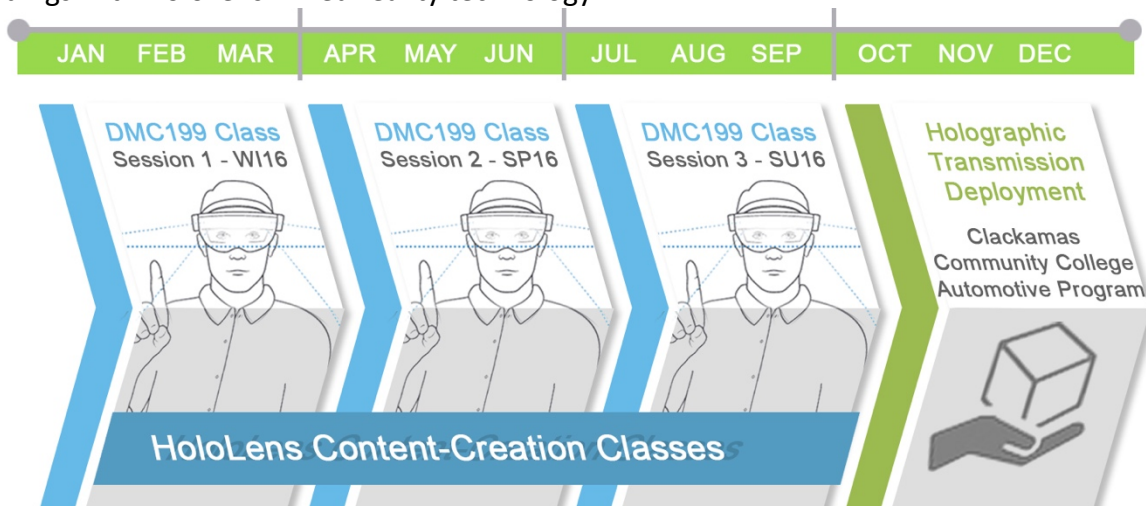 JAN FEB MAR APR MAY JUN JUL AUG SEP OCT NOV DEC
DMC199 Class
Session 1 - WI16
DMC199 Class
Session 2 - SP16
DMC199 Class
Session 3 - SU16
Holographic
Transmission
Deployment
Clackamas
Community College
Automotive Program
HoloLens Content-Creation Classes